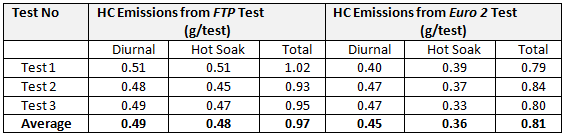 Test No HC Emissions from FTP Test HC Emissions from Euro 2 Test
(g/test) (g/test)
Diurnal Hot Soak Total Diurnal Hot Soak Total
Test 1 0.51 0.51 1.02 0.40 0.39 0.79
Test 2 0.48 0.45 0.93 0.47 0.37 0.84
Test 3 0.49 0.47 0.95 0.47 0.33 0.80
Average 0.49 0.48 0.97 0.45 0.36 0.81